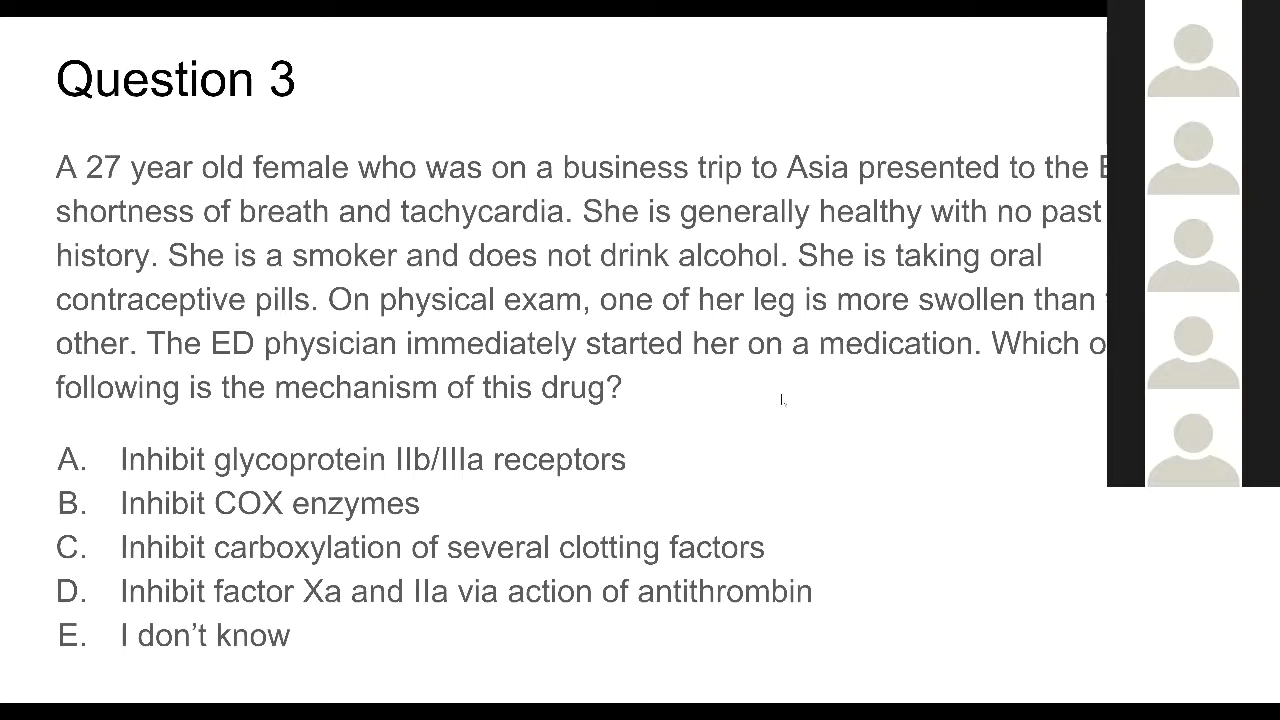 Question 3
A 27 year old female who was on a business trip to Asia presented to the
shortness of breath and tachycardia. She is generally healthy with no past
history. She is a smoker and does not drink alcohol. She is taking oral
contraceptive pills. On physical exam, one of her leg is more swollen than
other. The ED physician immediately started her on a medication. Which
following is the mechanism of this drug?
A. Inhibit glycoprotein IIb/IIIa receptors
B. Inhibit COX enzymes
C. Inhibit carboxylation of several clotting factors
D. Inhibit factor Xa and IIa via action of antithrombin
E. I don’t know